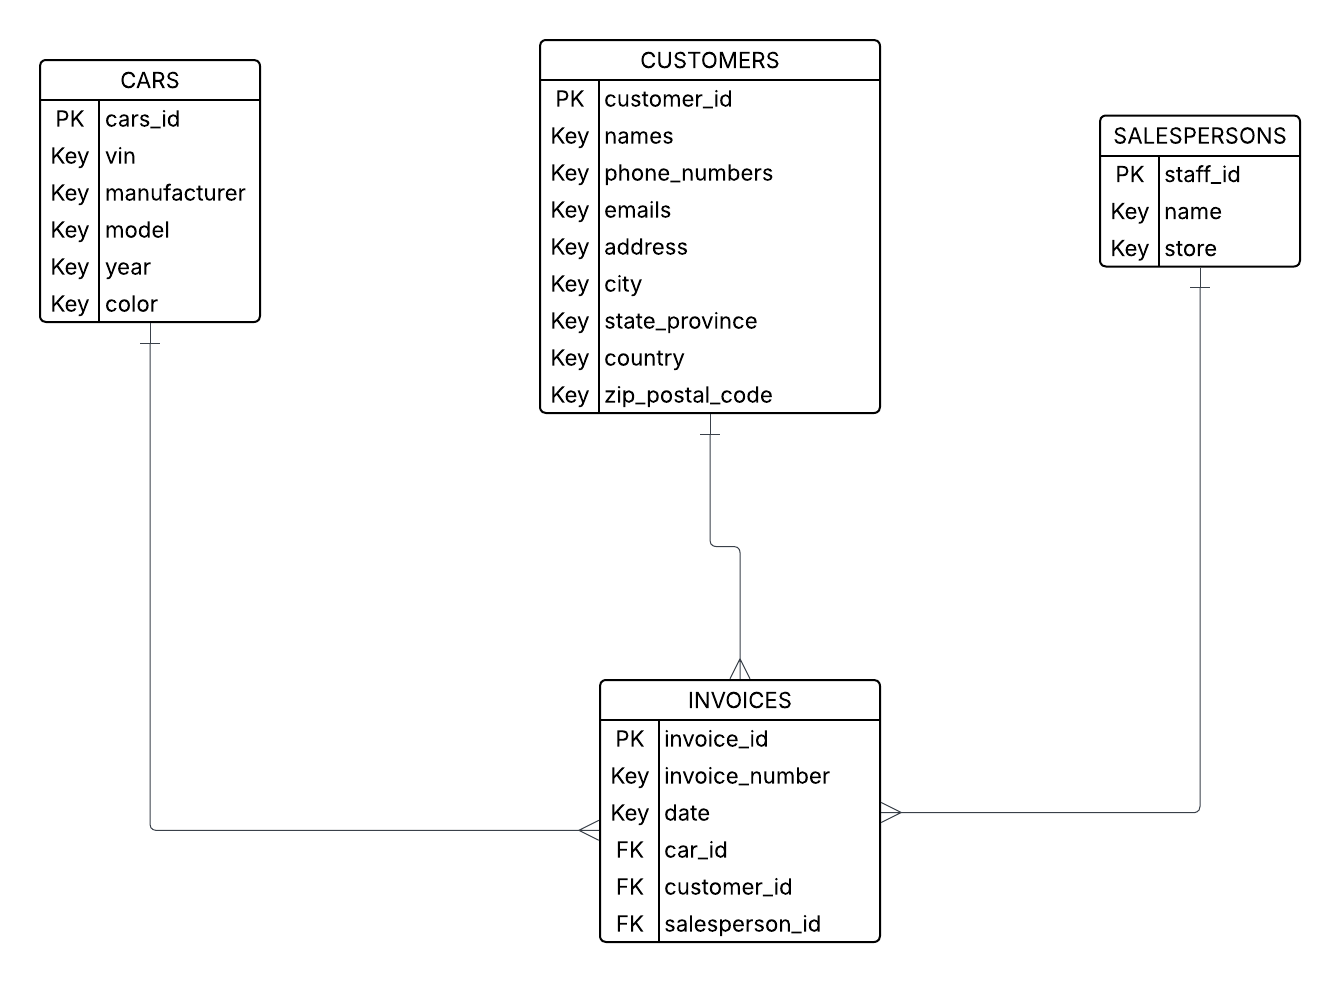 CARS
PK cars_id
Key vin
Key manufacturer
Key model
Key year
Key color
CUSTOMERS
PK customer_id
Key names
Key phone_numbers
Key emails
Key address
Key city
Key state_province
Key country
Key zip_postal_code
SALESPERSONS
PK staff_id
Key name
Key store
INVOICES
PK invoice_id
Key invoice_number
Key date
FK car_id
FK customer_id
FK salesperson_id